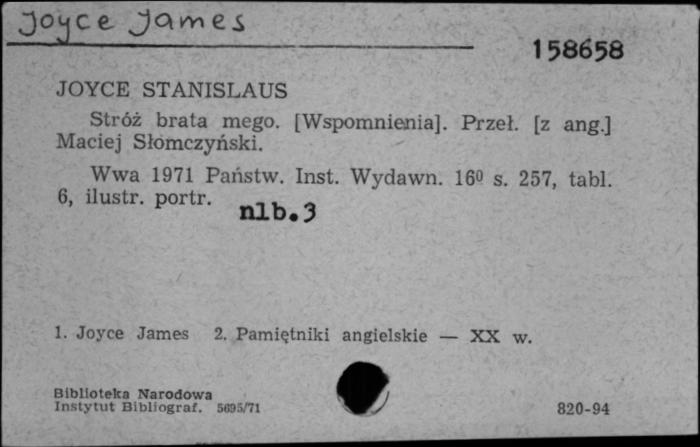 Joyce James
158658
JOYCE STANISLAUS
Stróż brata mego. [Wspomnienia]. Przeł. [z ang.]
Maciej Słomczyński.
Wwa 1971 Państw. Inst. Wydawn. 16⁰ s. 257, tabl.
6, ilustr. portr.
nlb.3
1. Joyce James 2. Pamiętniki angielskie — XX w.
Biblioteka Narodowa
Instytut Bibliograf. 5695/71
820-94